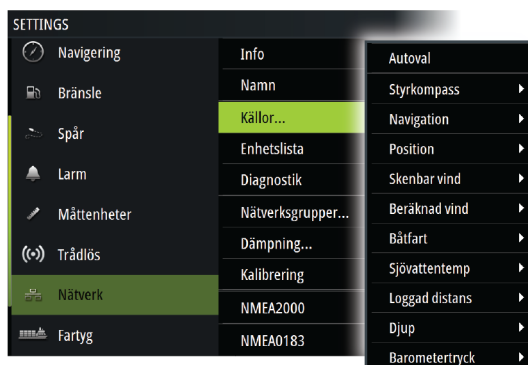 SETTINGS
Navigering
Bränsle
Spår
Larm
Måttenheter
Trådlös
Nätverk
Fartyg
Info
Namn
Källor...
Enhetslista
Diagnostik
Nätverksgrupper...
Dämpning...
Kalibrering
NMEA2000
NMEA0183
Autoval
Styrkompass
Navigation
Position
Skenbar vind
Beräknad vind
Båtfart
Sjövattentemp
Loggad distans
Djup
Barometertryck